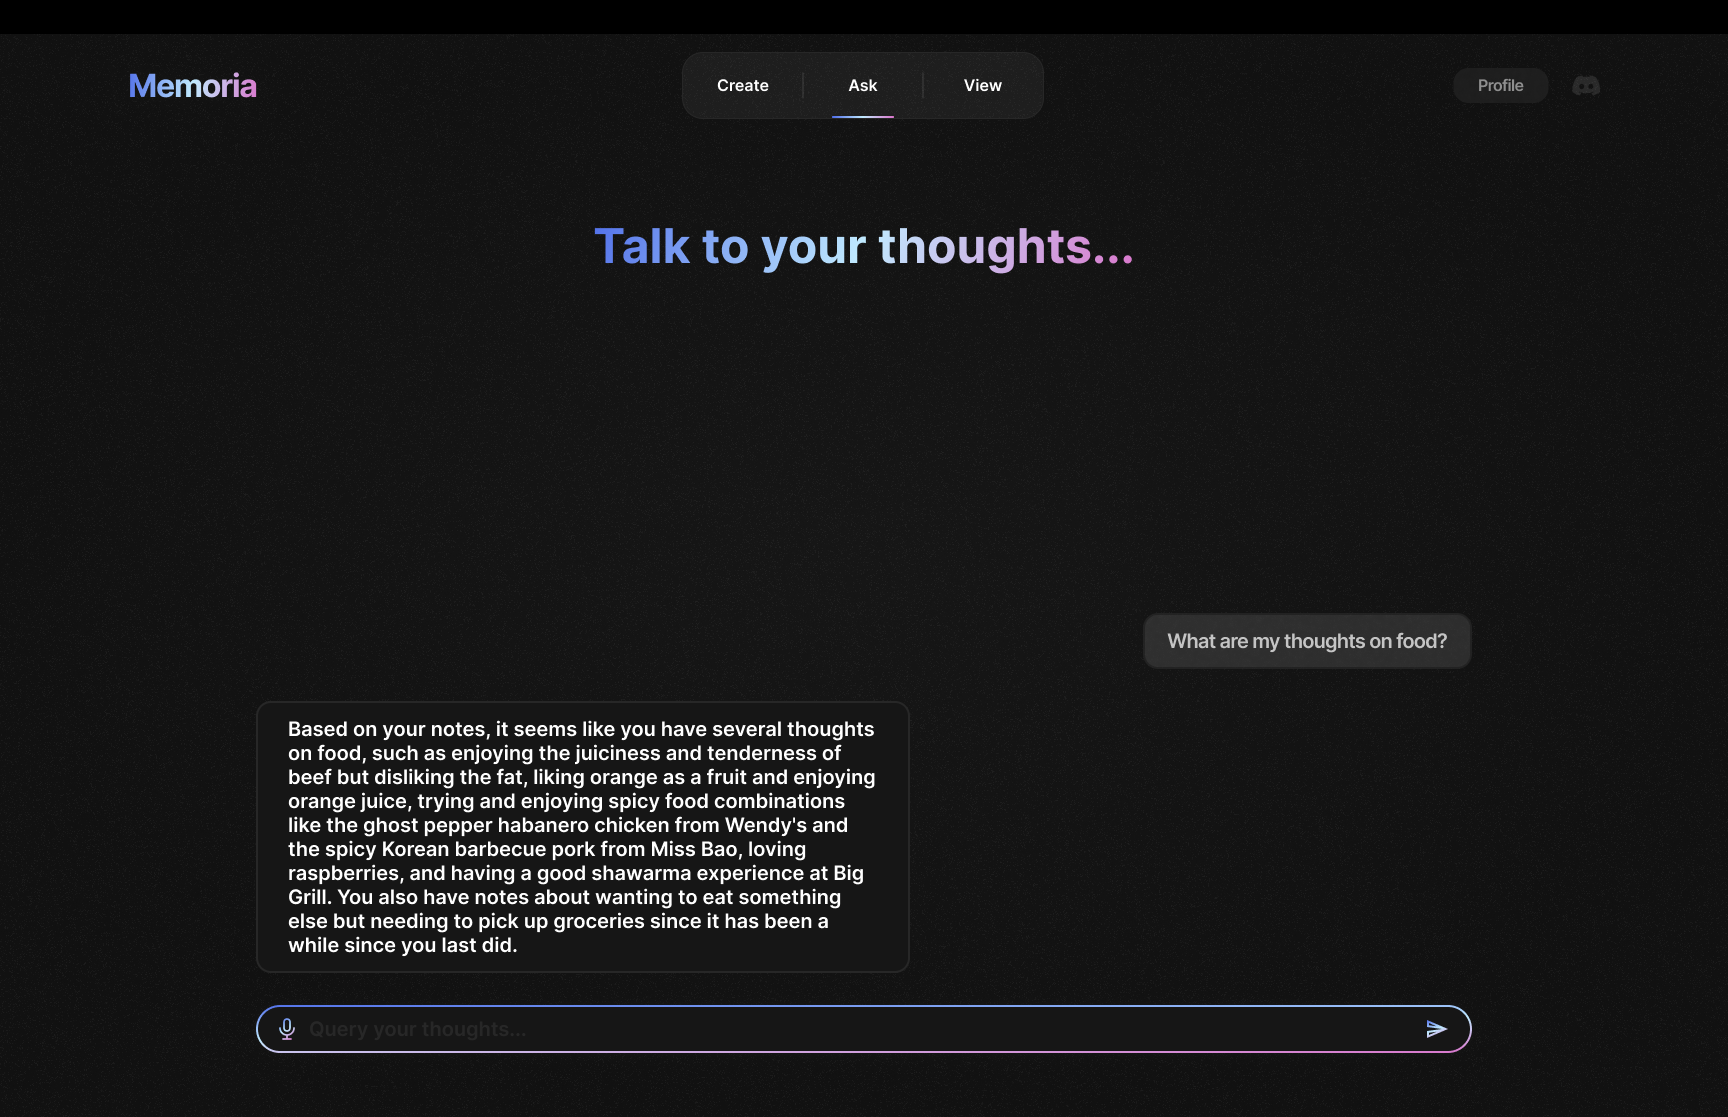 Memoria
Create
Ask
View
Profile
Talk to your thoughts...
What are my thoughts on food?
Based on your notes, it seems like you have several thoughts
on food, such as enjoying the juiciness and tenderness of
beef but disliking the fat, liking orange as a fruit and enjoying
orange juice, trying and enjoying spicy food combinations
like the ghost pepper habanero chicken from Wendy's and
the spicy Korean barbecue pork from Miss Bao, loving
raspberries, and having a good shawarma experience at Big
Grill. You also have notes about wanting to eat something
else but needing to pick up groceries since it has been a
while since you last did.
Query your thoughts...